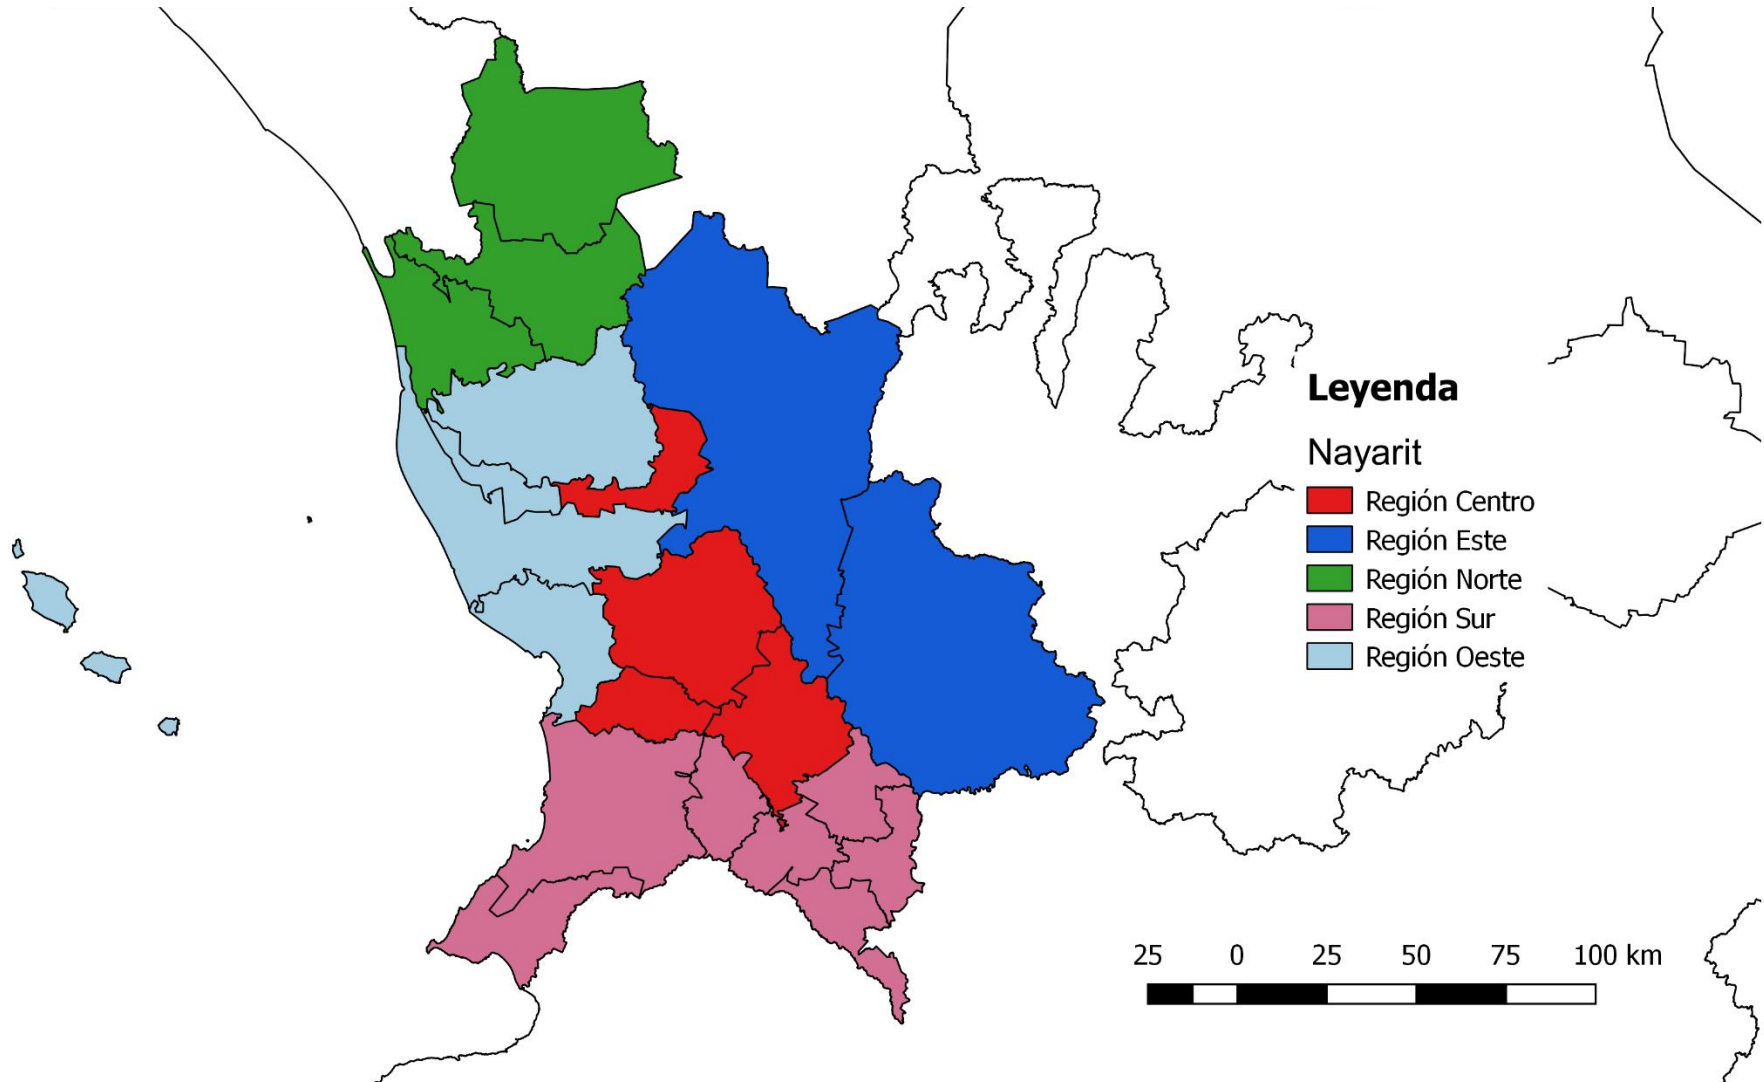 Leyenda
Nayarit
Región Centro
Región Este
Región Norte
Región Sur
Región Oeste
25 0 25 50 75 100 km